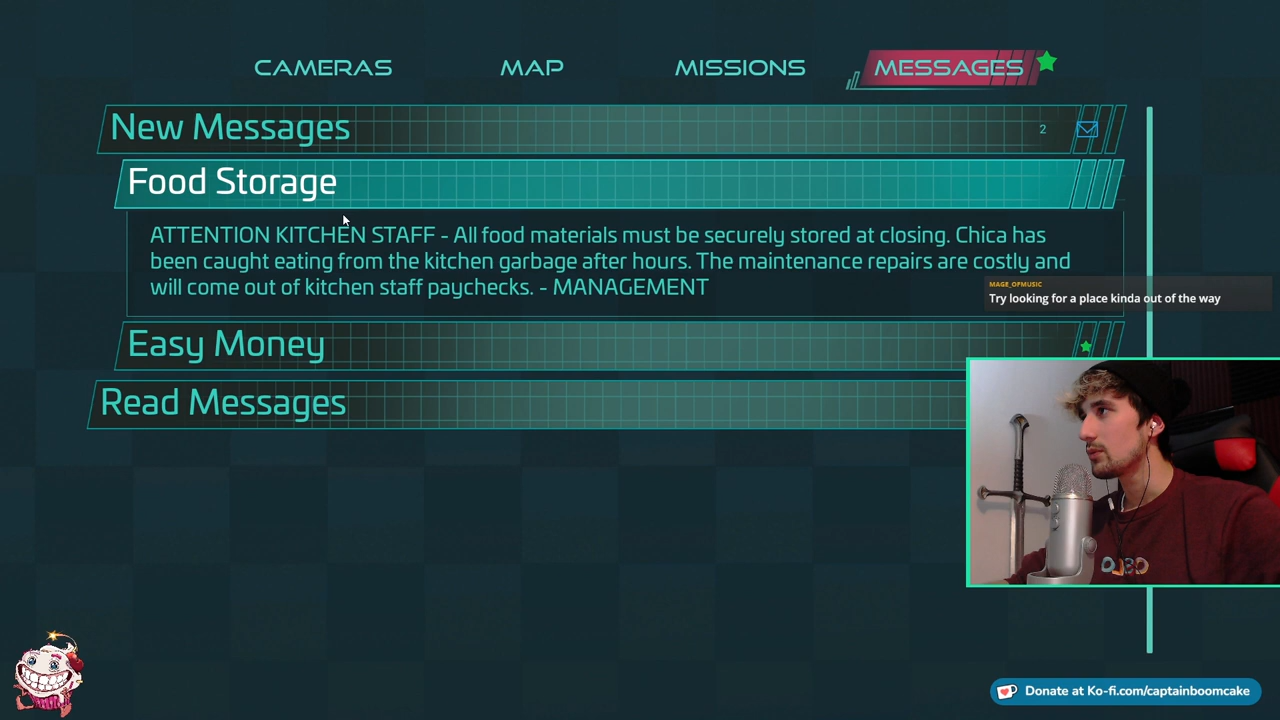 CAMERAS
MAP
MISSIONS
MESSAGES
New Messages
2
Food Storage
ATTENTION KITCHEN STAFF - All food materials must be securely stored at closing. Chica has
been caught eating from the kitchen garbage after hours. The maintenance repairs are costly and
will come out of kitchen staff paychecks. - MANAGEMENT
MAGE_OFMUSIC
Try looking for a place kinda out of the way
Easy Money
Read Messages
Donate at Ko-fi.com/captainboomcake